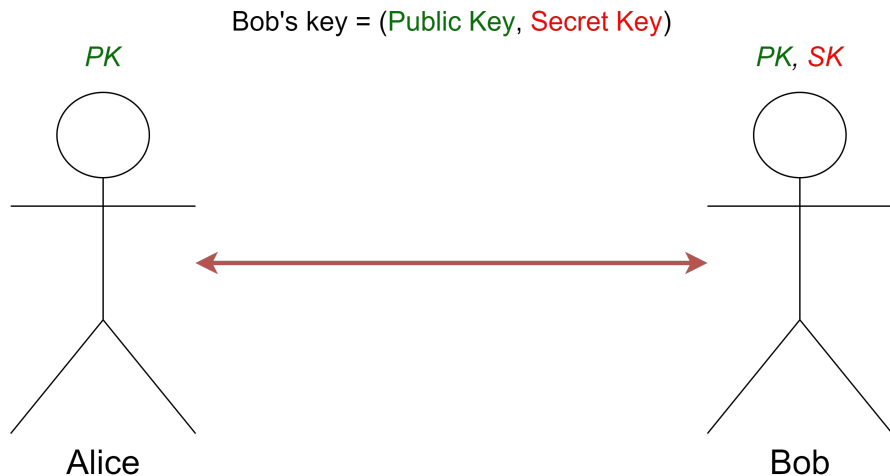 Bob's key = (Public Key, Secret Key)
PK
PK, SK
Alice
Bob